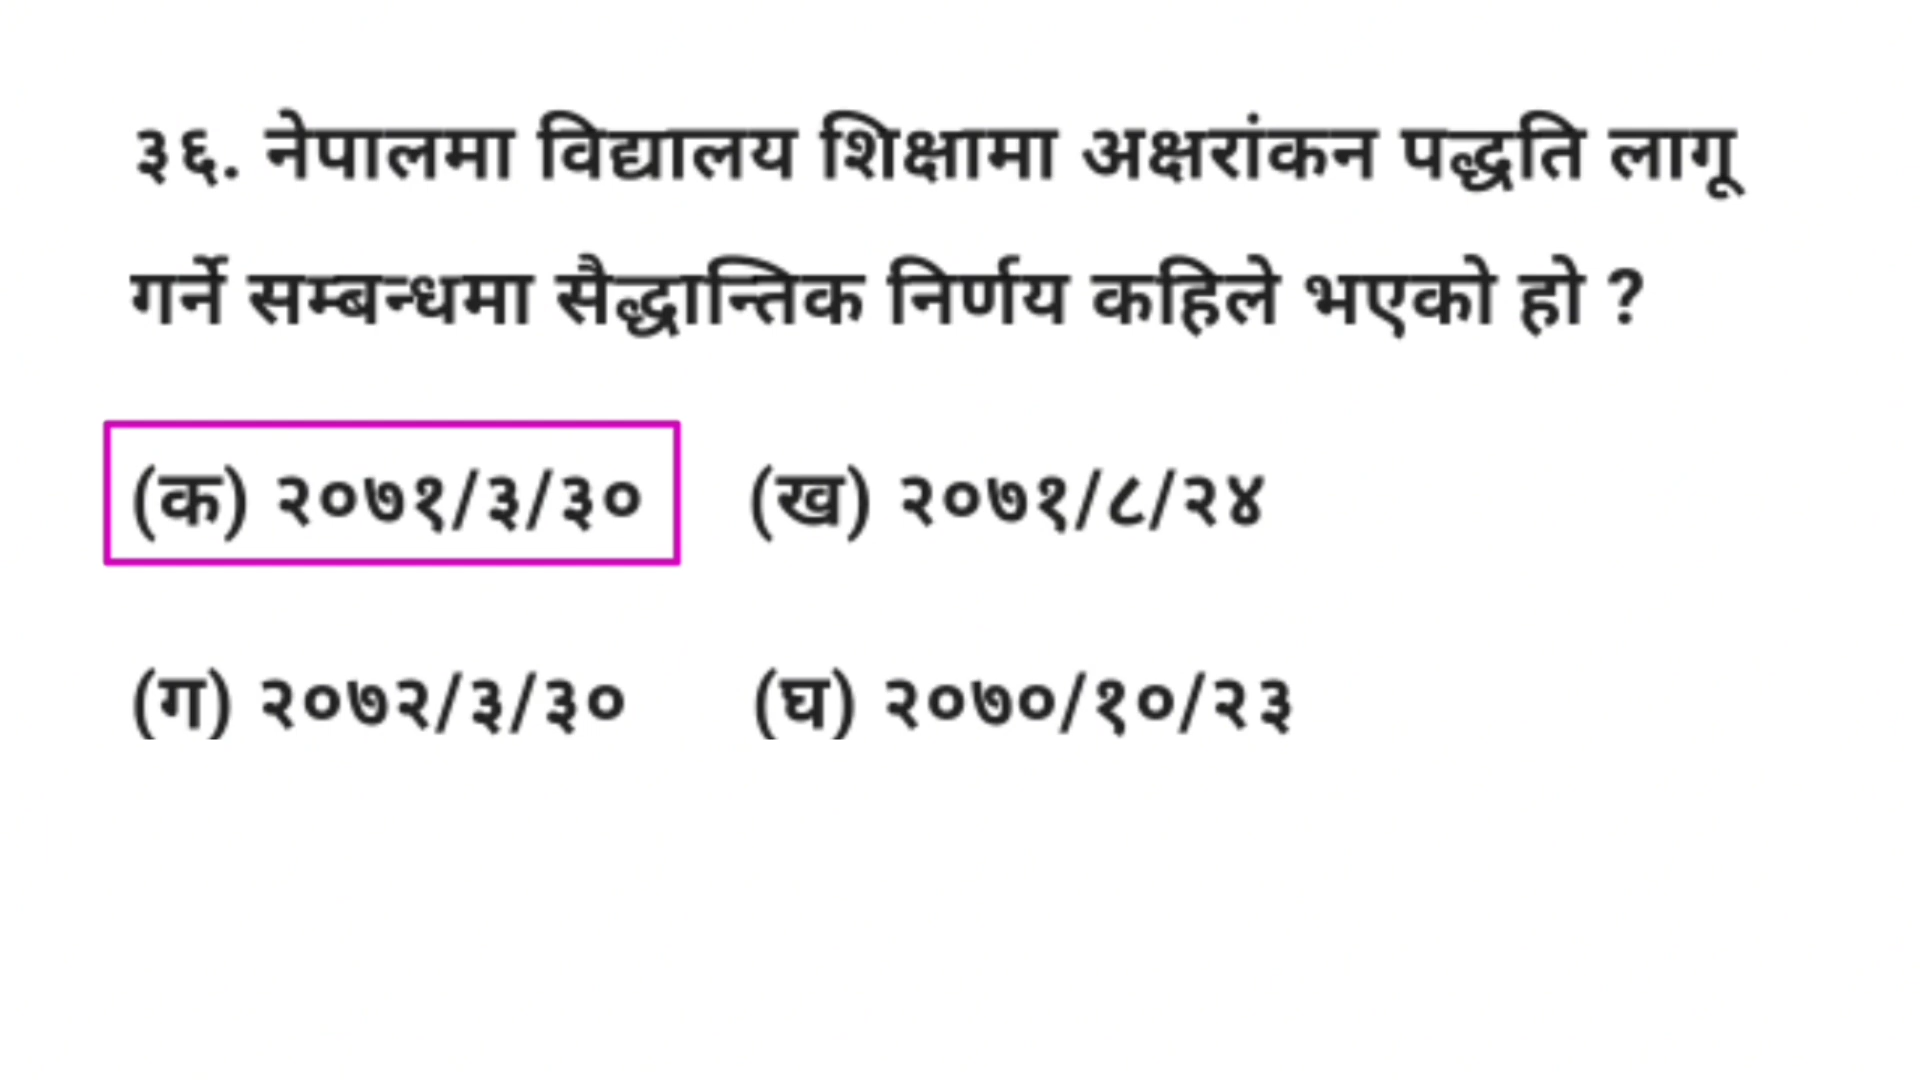 ३६. नेपालमा विद्यालय शिक्षामा अक्षरांकन पद्धति लागू
गर्ने सम्बन्धमा सैद्धान्तिक निर्णय कहिले भएको हो ?
(क) २०७१/३/३० (ख) २०७१/८/२४
(ग) २०७२/३/३० (घ) २०७०/१०/२३